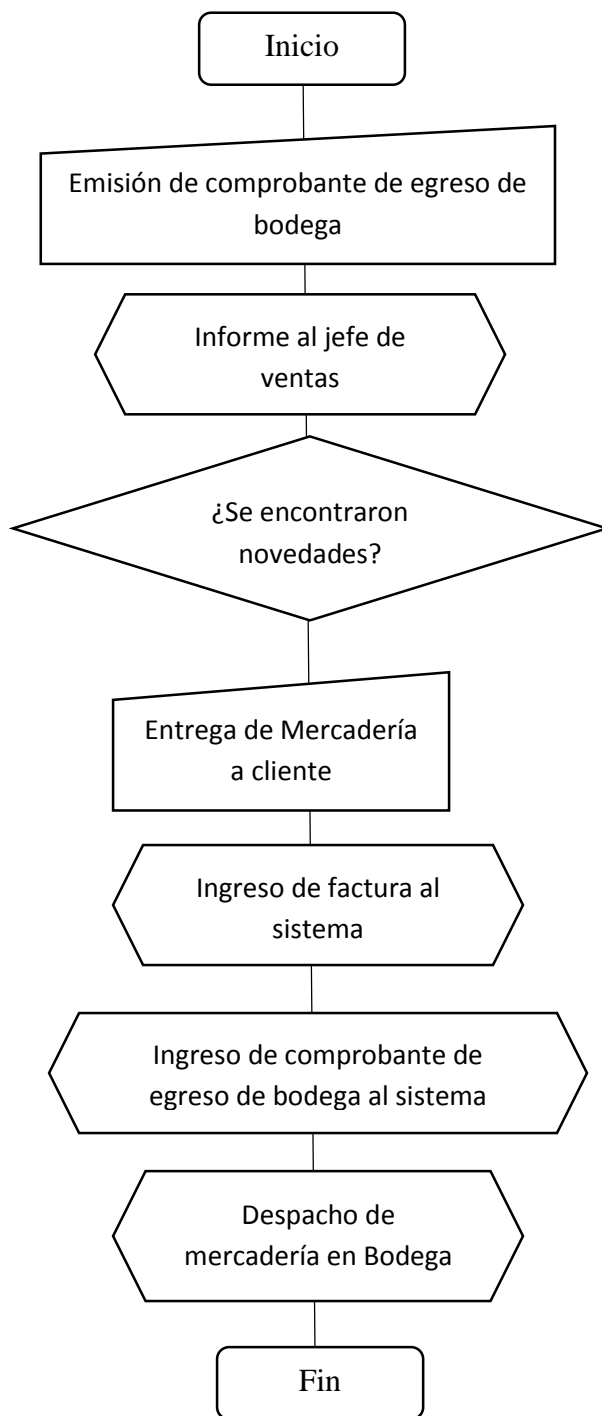 Inicio
Emisión de comprobante de egreso de
bodega
Informe al jefe de
ventas
¿Se encontraron
novedades?
Entrega de Mercadería
a cliente
Ingreso de factura al
sistema
Ingreso de comprobante de
egreso de bodega al sistema
Despacho de
mercadería en Bodega
Fin